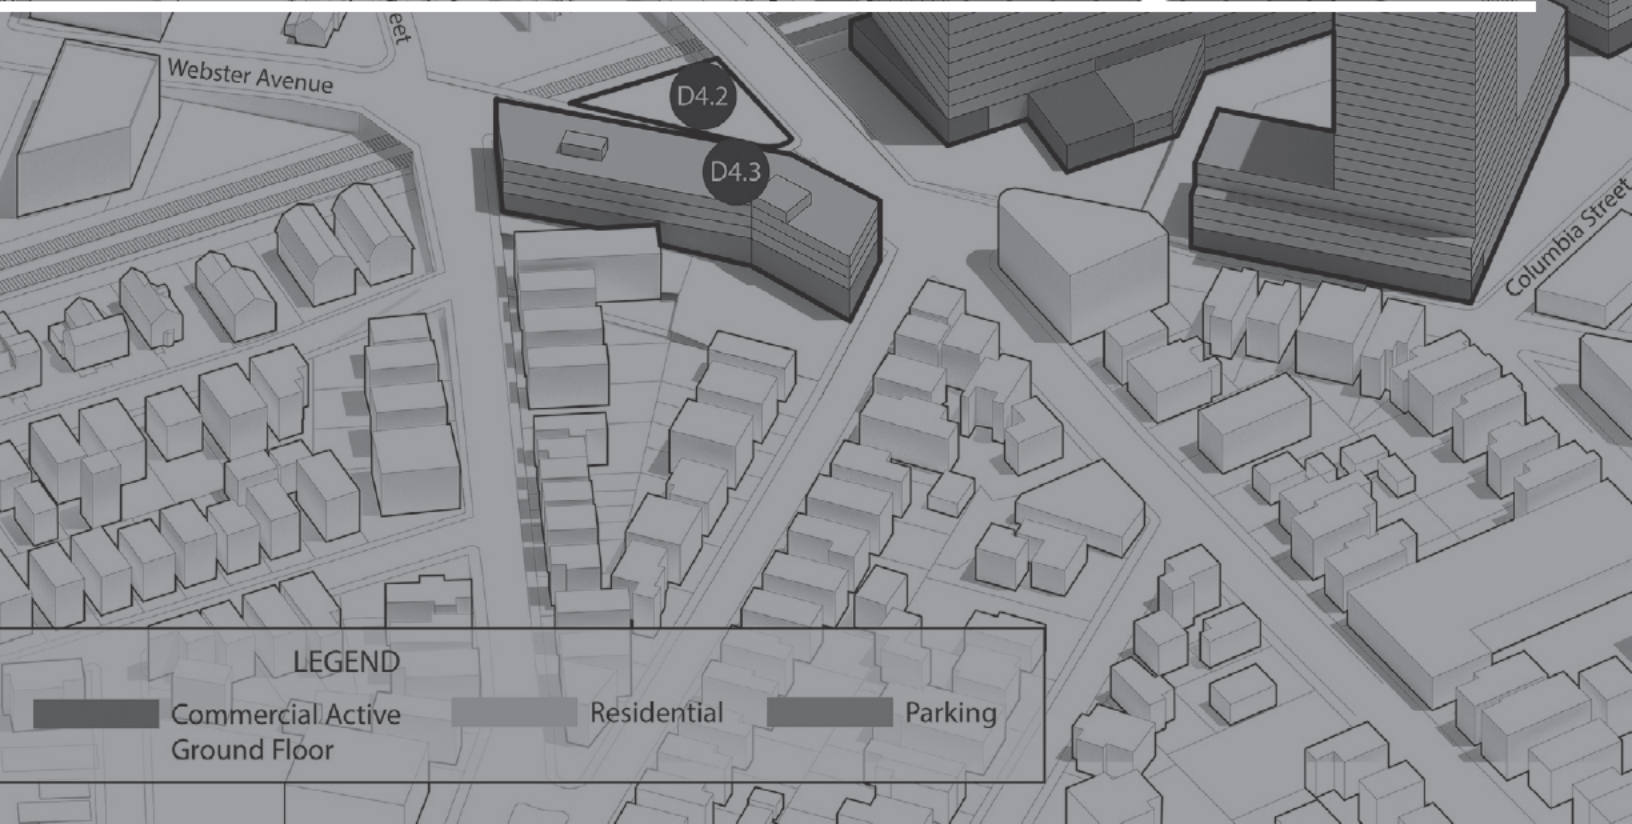 Webster Avenue
D4.2
D4.3
Columbia Street
LEGEND
Commercial Active
Ground Floor
Residential
Parking